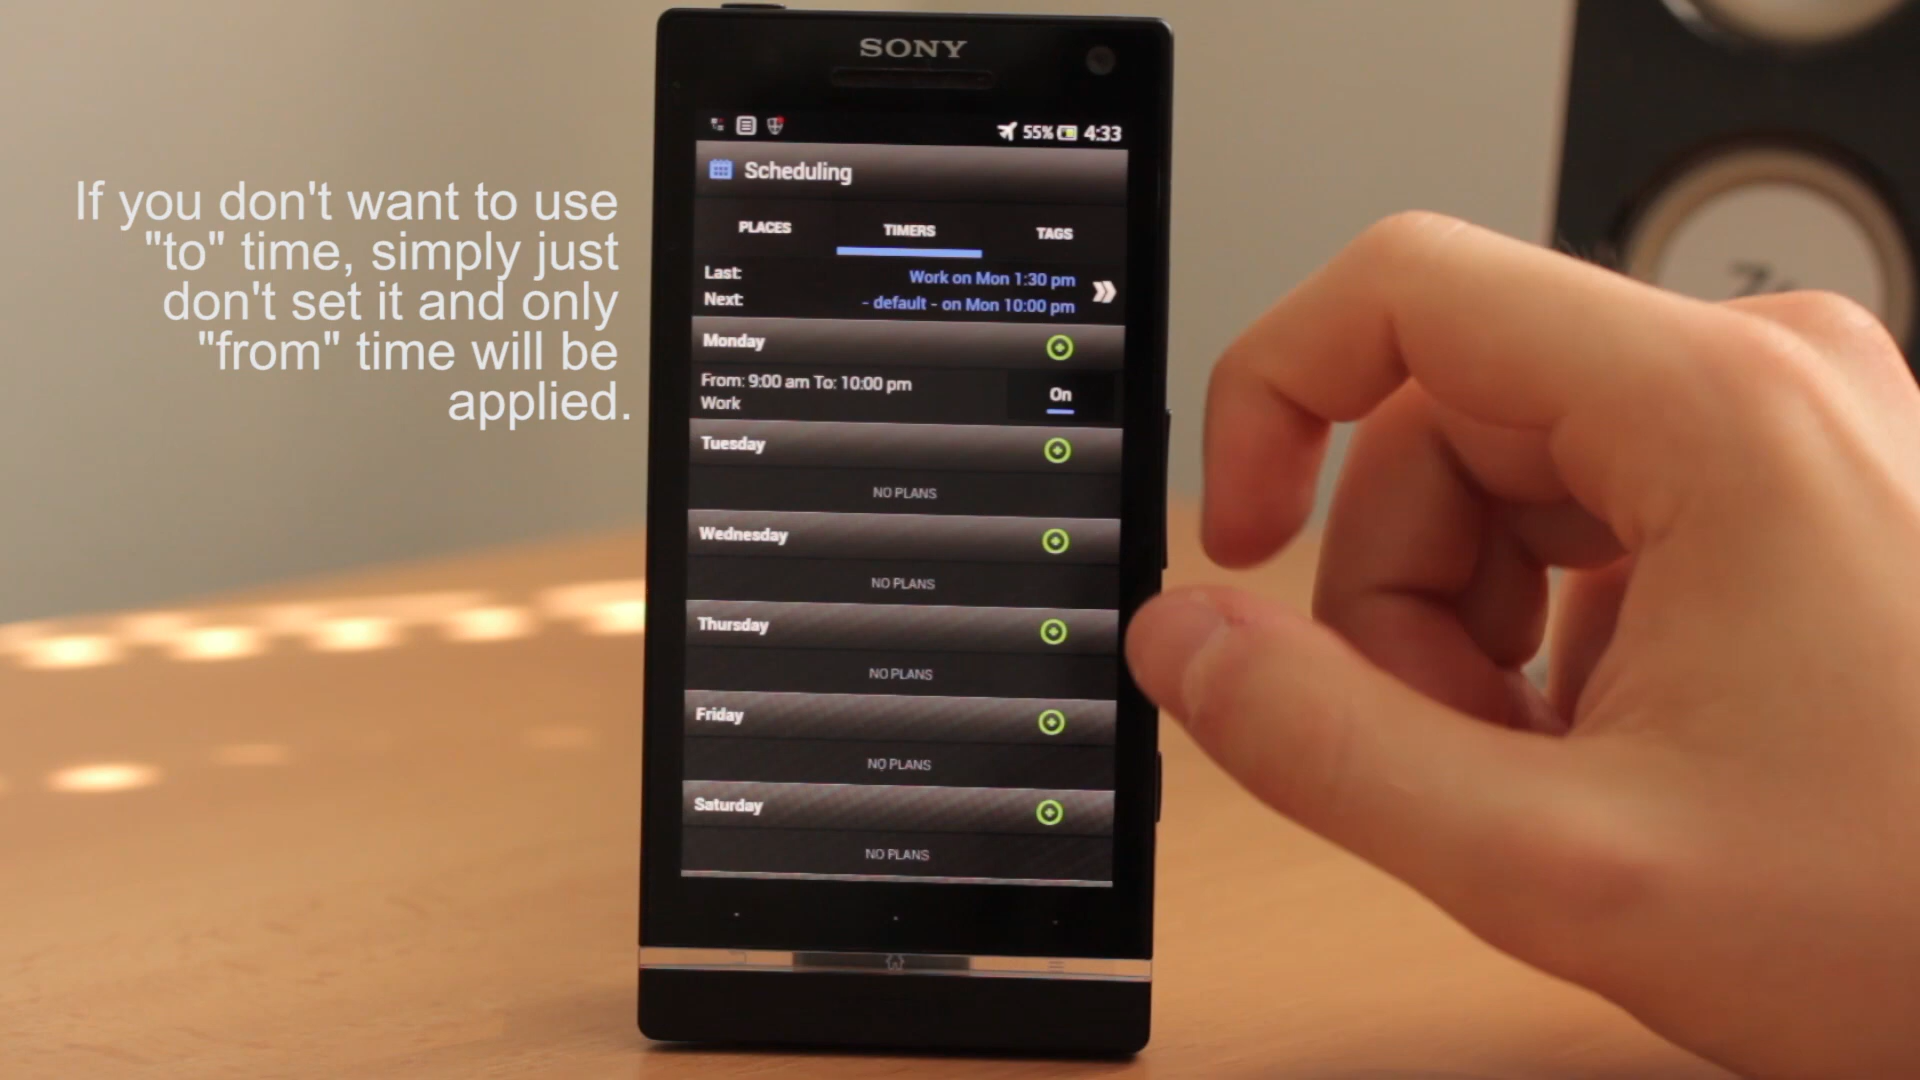 If you don't want to use
"to" time, simply just
don't set it and only
"from" time will be
applied.
SONY
55% 4:33
Scheduling
PLACES TIMERS TAGS
Last: Work on Mon 1:30 pm
Next: - default - on Mon 10:00 pm
Monday
From: 9:00 am To: 10:00 pm
Work
On
Tuesday
NO PLANS
Wednesday
NO PLANS
Thursday
NO PLANS
Friday
NO PLANS
Saturday
NO PLANS